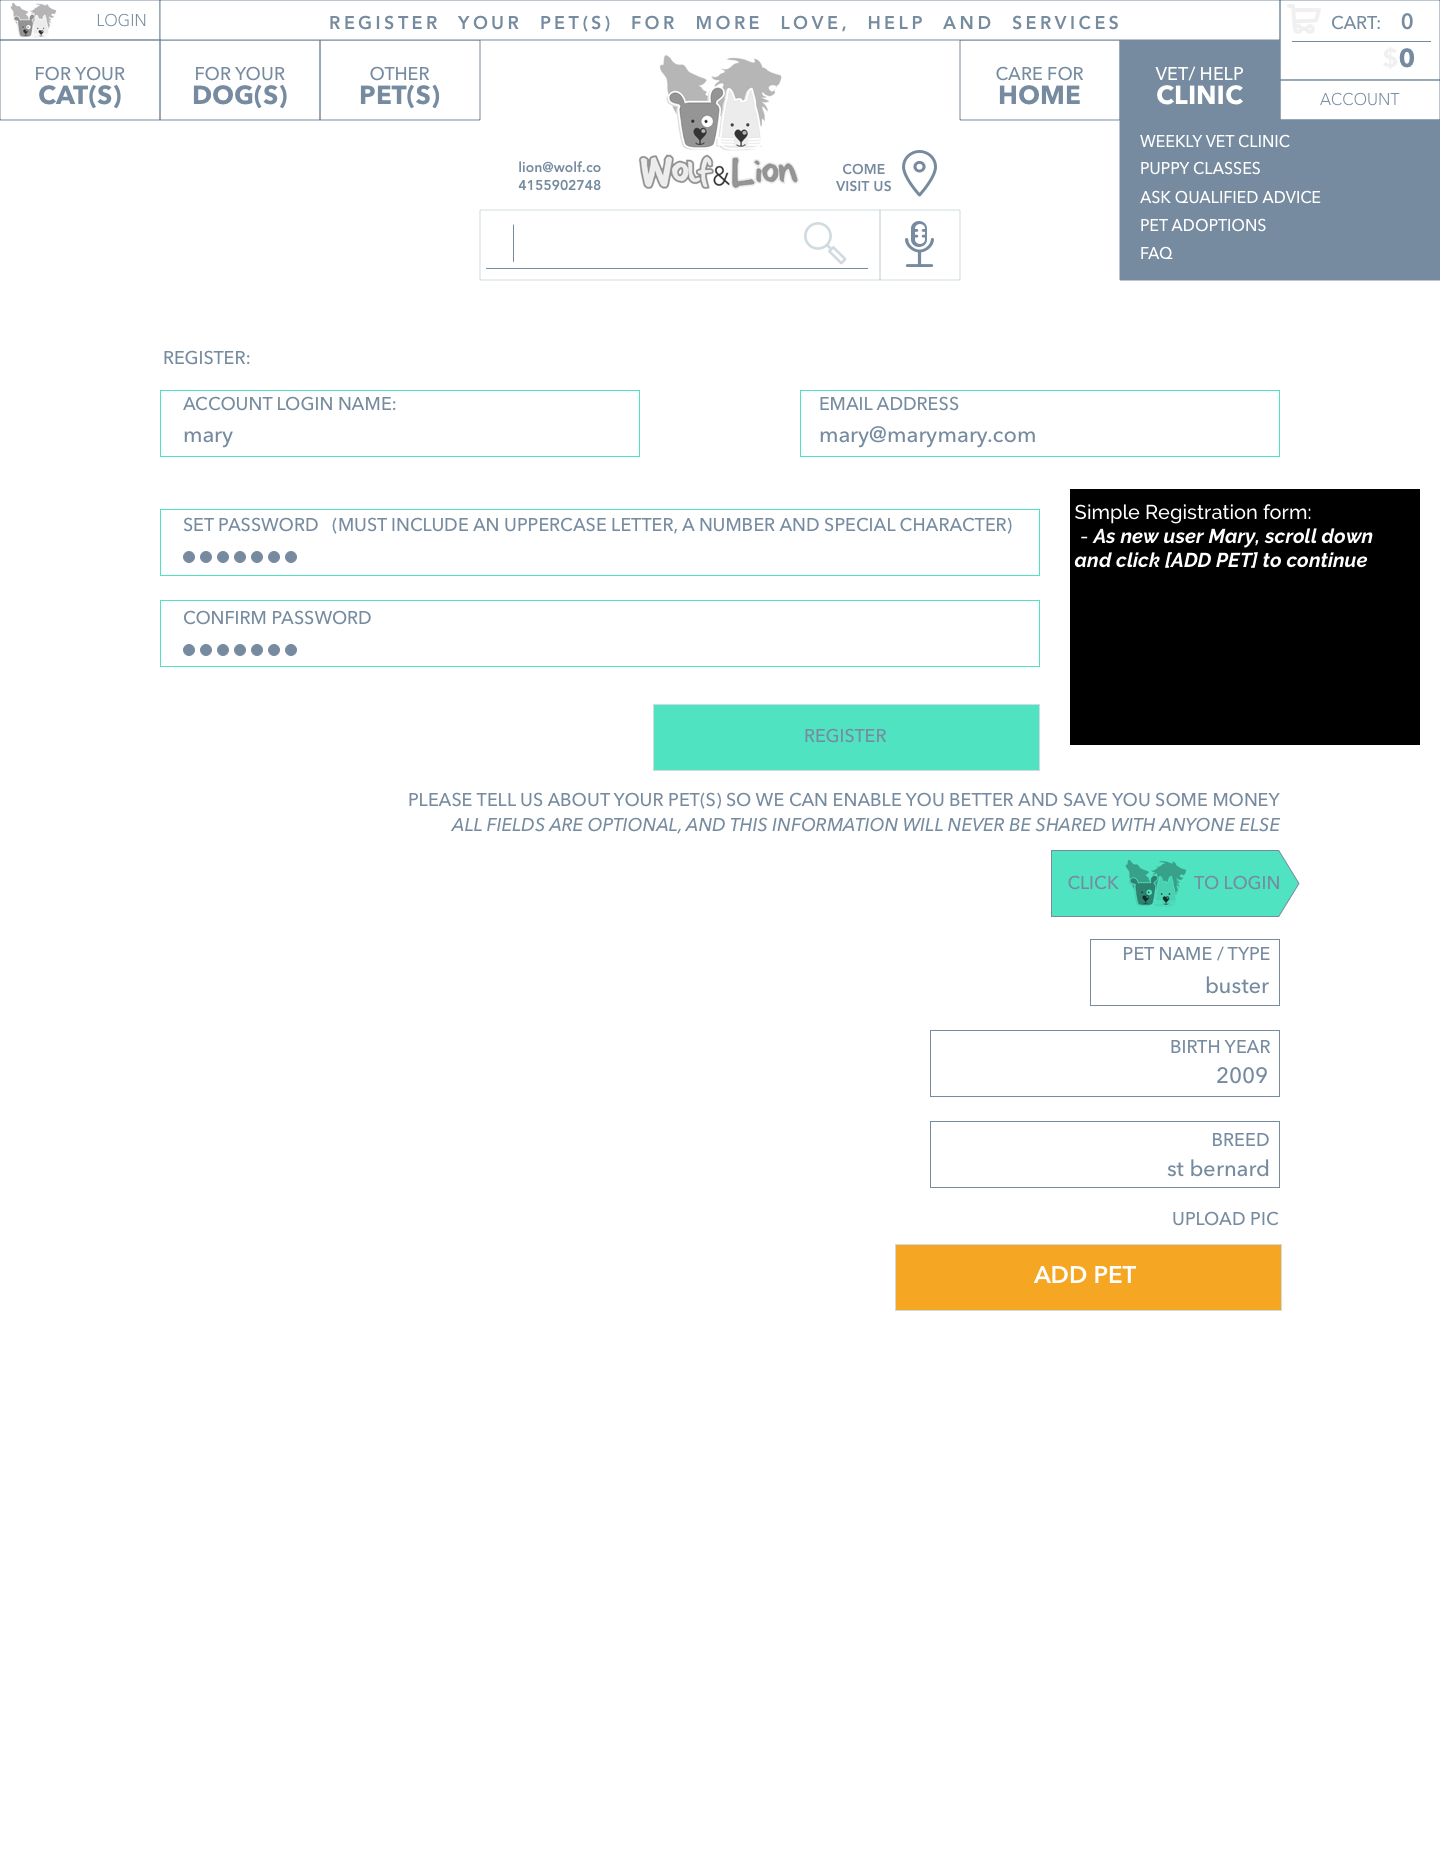 LOGIN
REGISTER YOUR PET(S) FOR MORE LOVE, HELP AND SERVICES
CART: 0
$0
FOR YOUR
CAT(S)
FOR YOUR
DOG(S)
OTHER
PET(S)
CARE FOR
HOME
VET/ HELP
CLINIC
ACCOUNT
WEEKLY VET CLINIC
PUPPY CLASSES
ASK QUALIFIED ADVICE
PET ADOPTIONS
FAQ
lion@wolf.co
4155902748
Wolf&Lion
COME
VISIT US
REGISTER:
ACCOUNT LOGIN NAME:
mary
EMAIL ADDRESS
mary@marymary.com
SET PASSWORD (MUST INCLUDE AN UPPERCASE LETTER, A NUMBER AND SPECIAL CHARACTER)
●●●●●●●
CONFIRM PASSWORD
●●●●●●●
Simple Registration form:
- As new user Mary, scroll down
and click [ADD PET] to continue
REGISTER
PLEASE TELL US ABOUT YOUR PET(S) SO WE CAN ENABLE YOU BETTER AND SAVE YOU SOME MONEY
ALL FIELDS ARE OPTIONAL, AND THIS INFORMATION WILL NEVER BE SHARED WITH ANYONE ELSE
CLICK TO LOGIN
PET NAME / TYPE
buster
BIRTH YEAR
2009
BREED
st bernard
UPLOAD PIC
ADD PET